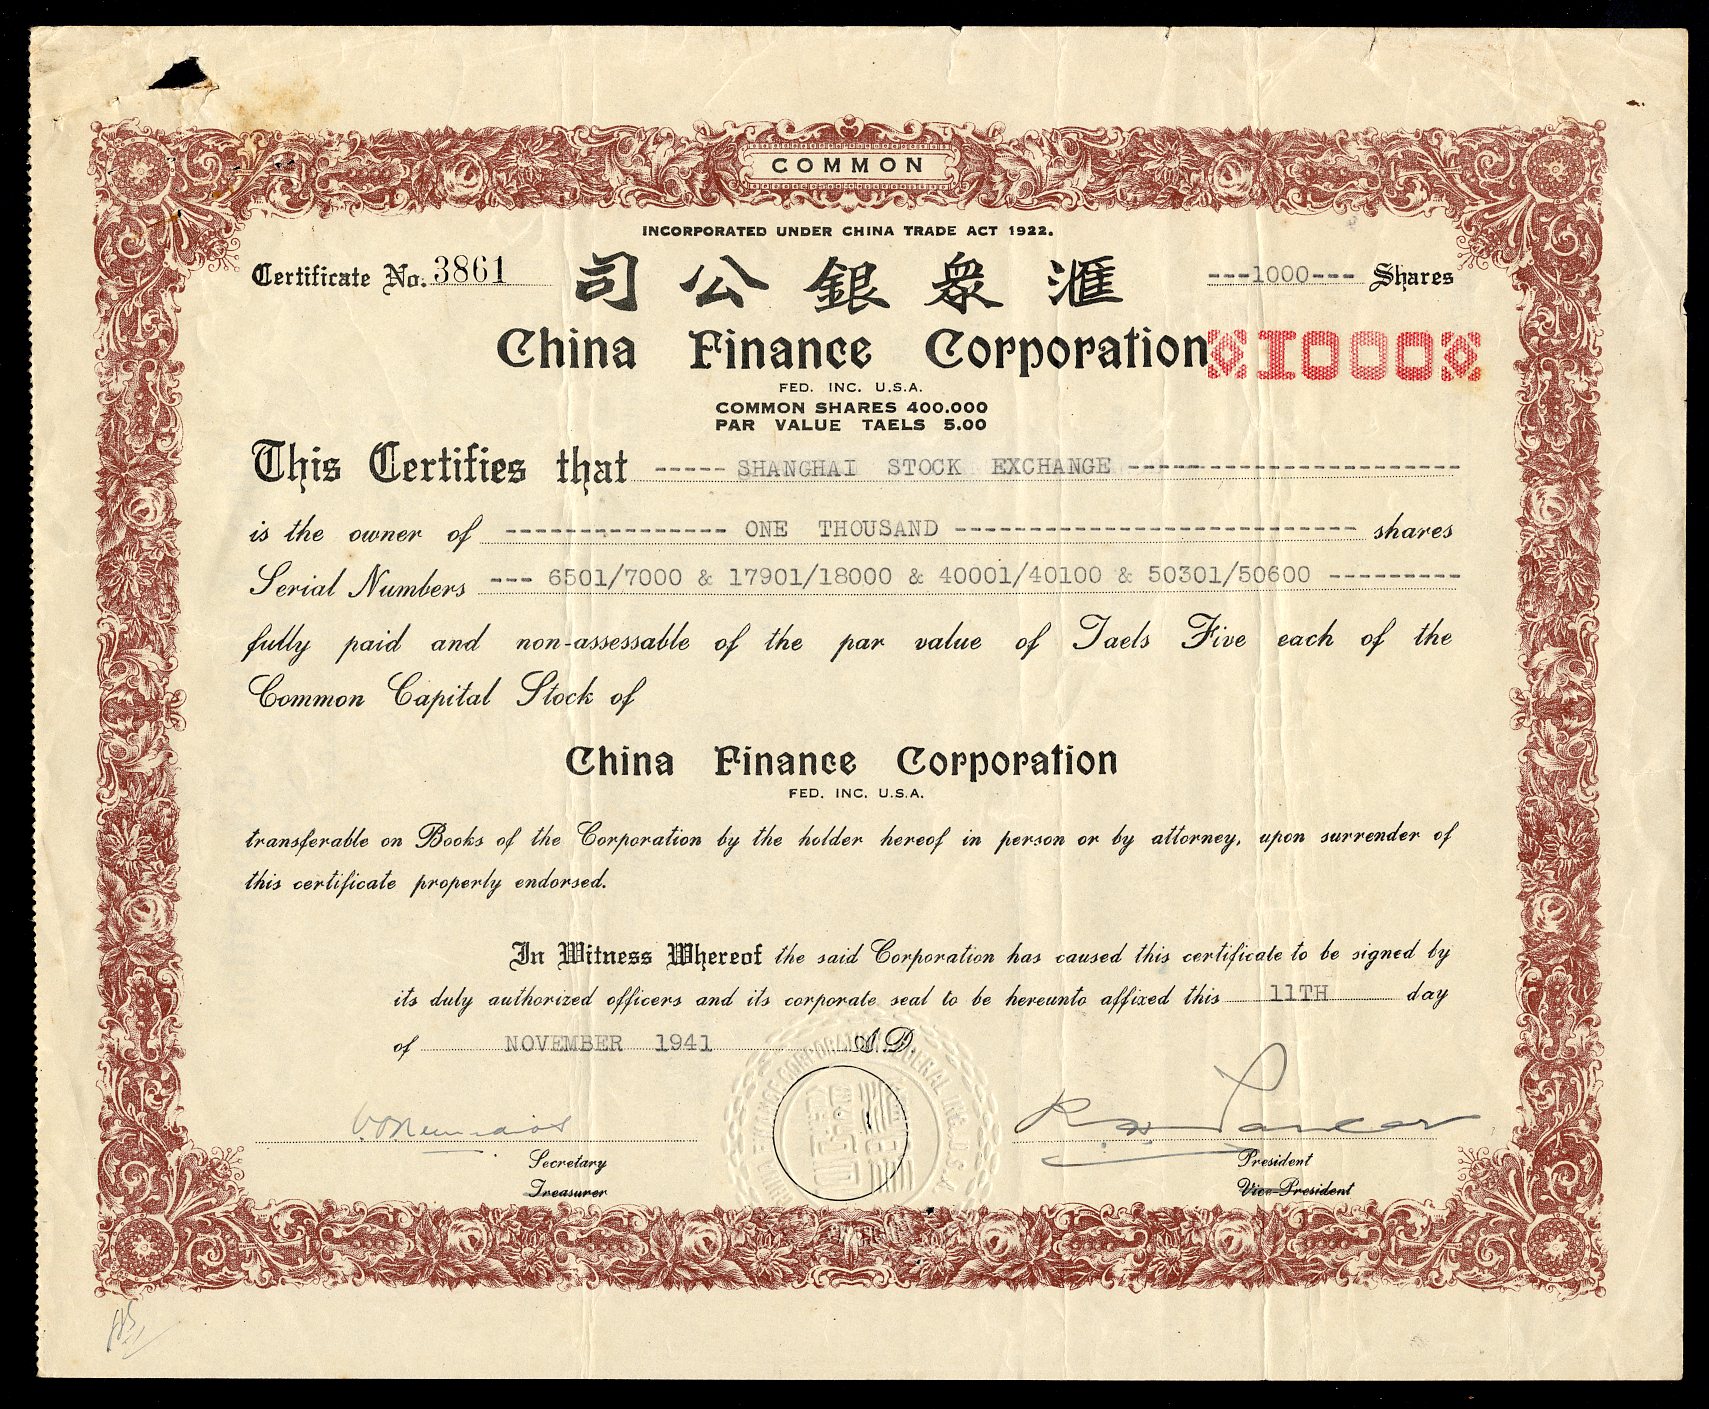 COMMON
INCORPORATED UNDER CHINA TRADE ACT 1922.
Certificate No. 3861
司公銀衆滙
---1000--- Shares
China Finance Corporation
*1000*
FED. INC. U.S.A.
COMMON SHARES 400.000
PAR VALUE TAELS 5.00
This Certifies that ----- SHANGHAI STOCK EXCHANGE -----------------------
is the owner of --------------- ONE THOUSAND --------------------------- shares
Serial Numbers --- 6501/7000 & 17901/18000 & 40001/40100 & 50301/50600 ---------
fully paid and non-assessable of the par value of Taels Five each of the
Common Capital Stock of
China Finance Corporation
FED. INC. U.S.A.
transferable on Books of the Corporation by the holder hereof in person or by attorney, upon surrender of
this certificate properly endorsed.
In Witness Whereof the said Corporation has caused this certificate to be signed by
its duly authorized officers and its corporate seal to be hereunto affixed this 11TH day
of NOVEMBER 1941 A.D.
CHINA FINANCE CORPORATION FEDERAL INC. U.S.A.
Secretary
Treasurer
President
Vice-President